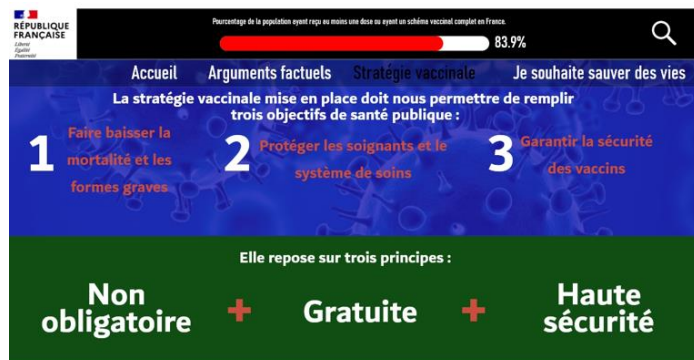 RÉPUBLIQUE
FRANÇAISE
Liberté
Égalité
Fraternité
Pourcentage de la population ayant reçu au moins une dose ou ayant un schéma vaccinal complet en France.
83.9%
Accueil Arguments factuels Stratégie vaccinale Je souhaite sauver des vies
La stratégie vaccinale mise en place doit nous permettre de remplir
trois objectifs de santé publique :
1 Faire baisser la
mortalité et les
formes graves
2 Protéger les soignants et le
système de soins
3 Garantir la sécurité
des vaccins
Elle repose sur trois principes :
Non
obligatoire
+
Gratuite
+
Haute
sécurité